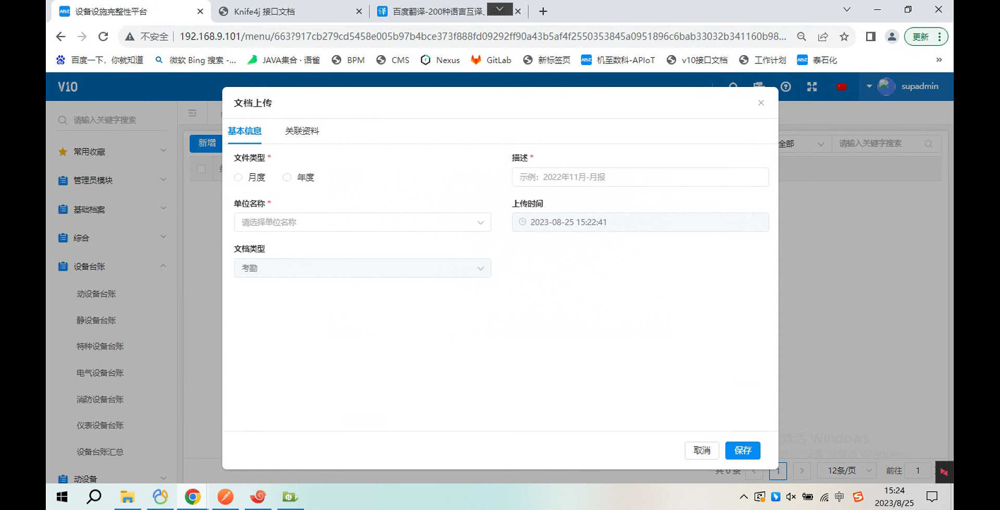 设备设施完整性平台
Knife4j 接口文档
译 百度翻译-200种语言互译、
不安全
192.168.9.101/menu/663?917cb279cd5458e005b97b4bce373f888fd09292ff90a43b5af4f2550353845a0951896c6bab33032b341160b98...
更新
百度一下，你就知道
微软 Bing 搜索 -...
JAVA集合 · 语雀
BPM
CMS
Nexus
GitLab
新标签页
机至数科-APIoT
v10接口文档
工作计划
泰石化
»
V10
supadmin
请输入关键字搜索
常用收藏
管理员模块
基础档案
综合
设备台账
动设备台账
静设备台账
特种设备台账
电气设备台账
消防设备台账
仪表设备台账
设备台账汇总
动设备
新增
全部
请输入关键字搜索
文档上传
基本信息
关联资料
文件类型 *
月度
年度
描述 *
示例：2022年11月-月报
单位名称 *
请选择单位名称
上传时间
2023-08-25 15:22:41
文档类型
考勤
取消
保存
激活 Windows
共 0 条
1
12条/页
前往
1
中
15:24
2023/8/25